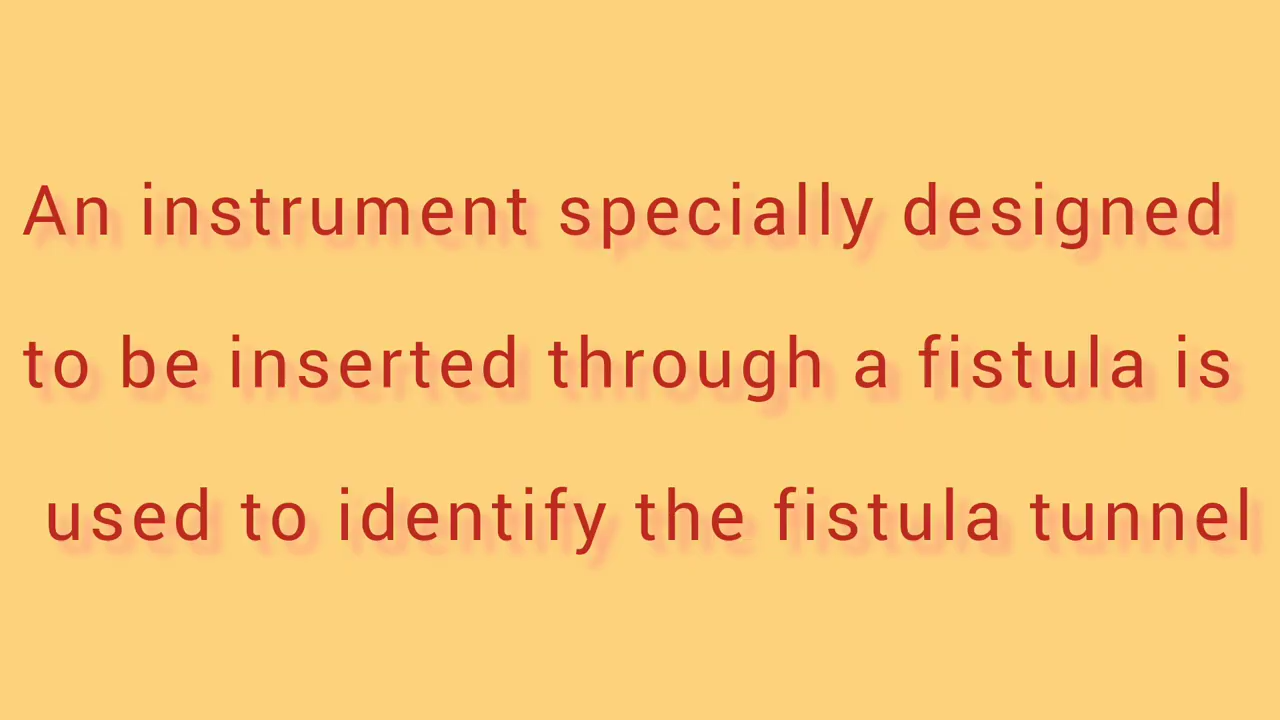 An instrument specially designed
to be inserted through a fistula is
used to identify the fistula tunnel